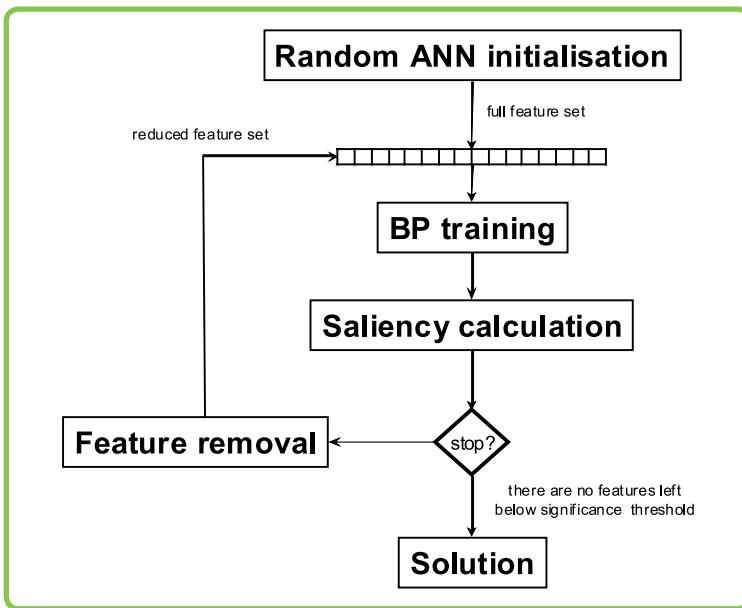 Random ANN initialisation
full feature set
reduced feature set
BP training
Saliency calculation
stop?
Feature removal
there are no features left
below significance threshold
Solution